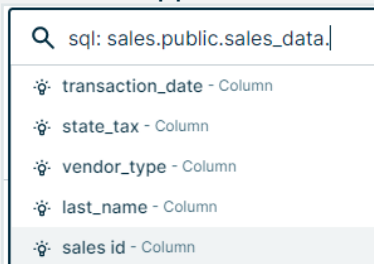 sql: sales.public.sales_data.
transaction_date - Column
state_tax - Column
vendor_type - Column
last_name - Column
sales id - Column